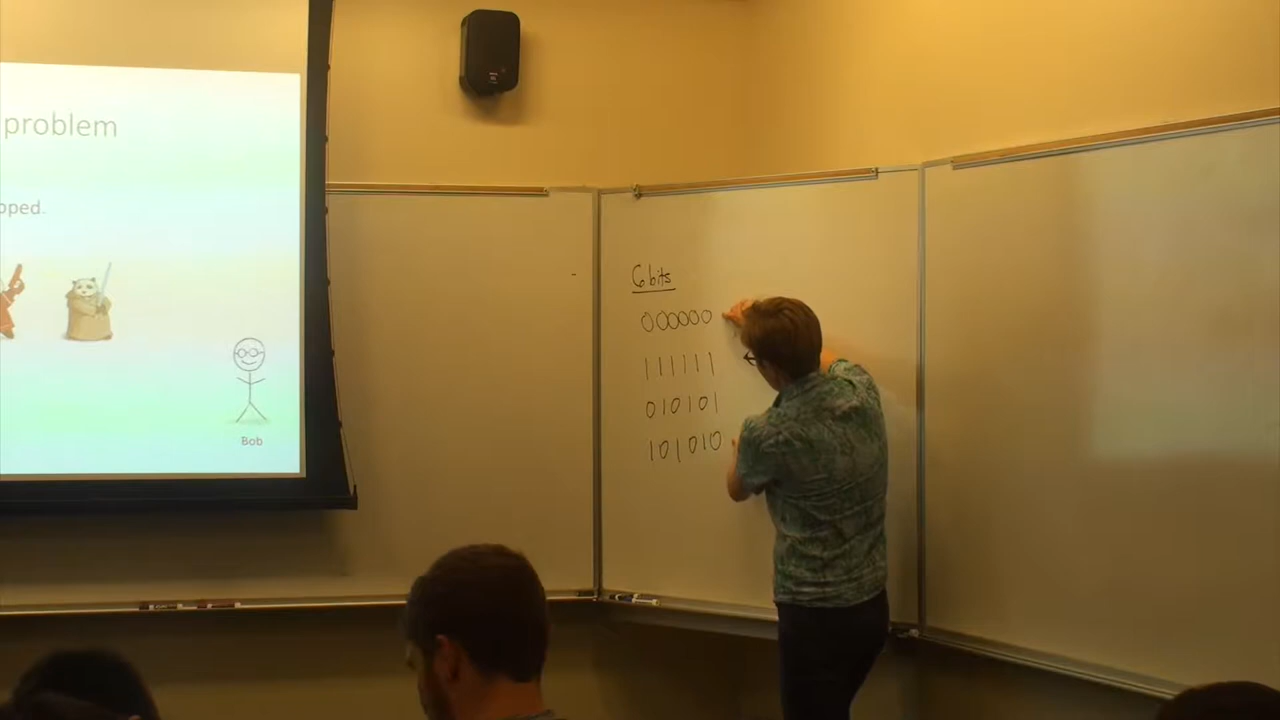 problem
pped.
Bob
6 bits
000000
111111
010101
101010